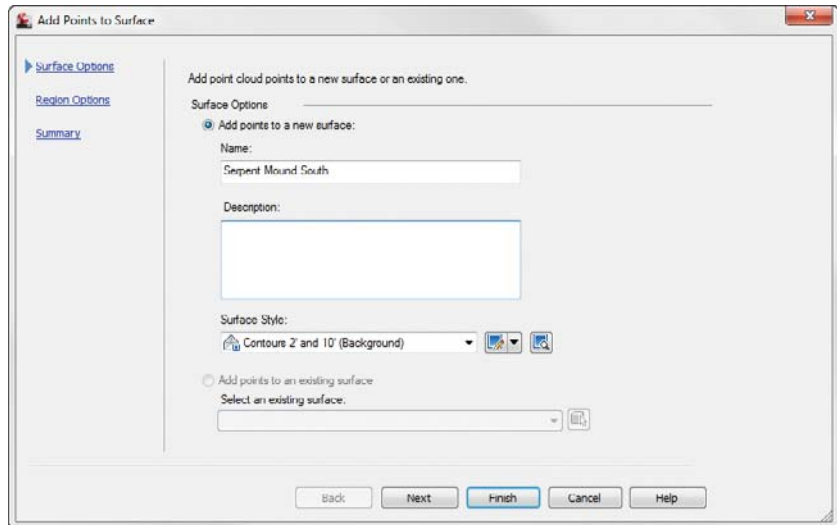 Add Points to Surface
Surface Options
Region Options
Summary
Add point cloud points to a new surface or an existing one.
Surface Options
Add points to a new surface:
Name:
Serpent Mound South
Description:
Surface Style:
Contours 2' and 10' (Background)
Add points to an existing surface
Select an existing surface:
Back
Next
Finish
Cancel
Help